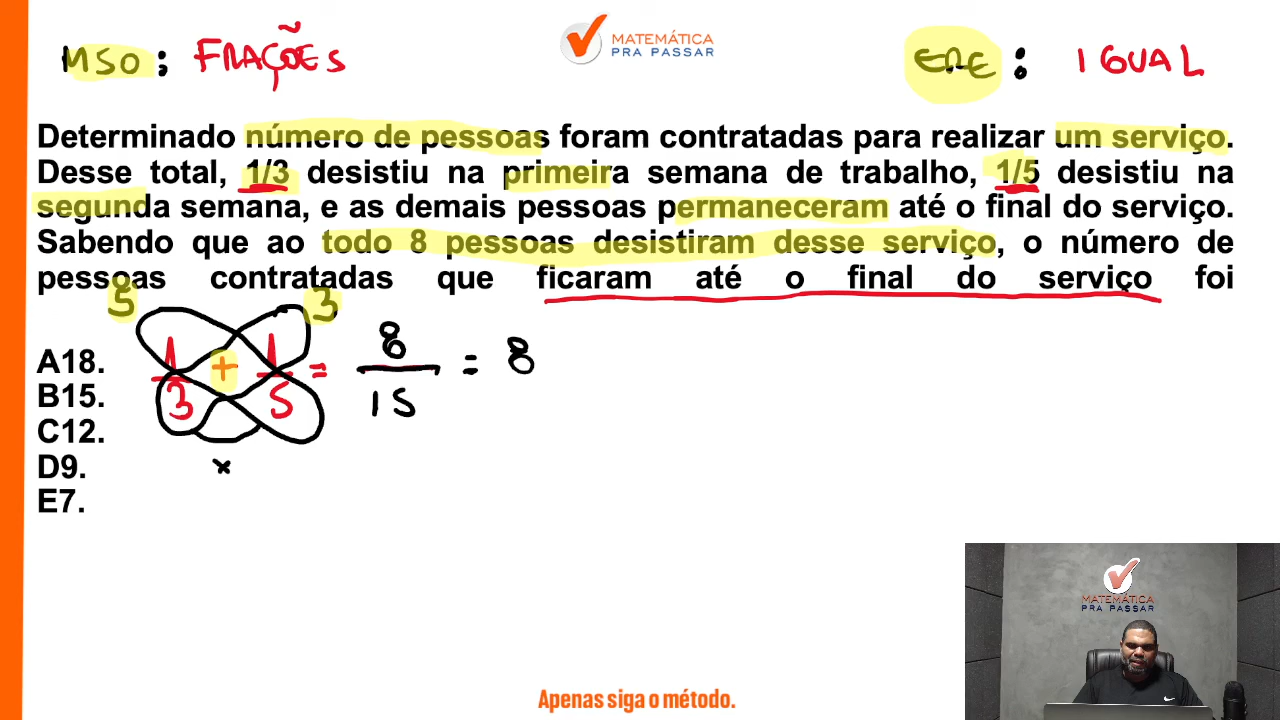 MSO : FRAÇÕES
MATEMÁTICA
PRA PASSAR
ERE : IGUAL
Determinado número de pessoas foram contratadas para realizar um serviço.
Desse total, 1/3 desistiu na primeira semana de trabalho, 1/5 desistiu na
segunda semana, e as demais pessoas permaneceram até o final do serviço.
Sabendo que ao todo 8 pessoas desistiram desse serviço, o número de
pessoas contratadas que ficaram até o final do serviço foi
5 3
1/3 + 1/5 = 8/15 = 8
x
A18.
B15.
C12.
D9.
E7.
MATEMÁTICA
PRA PASSAR
Apenas siga o método.